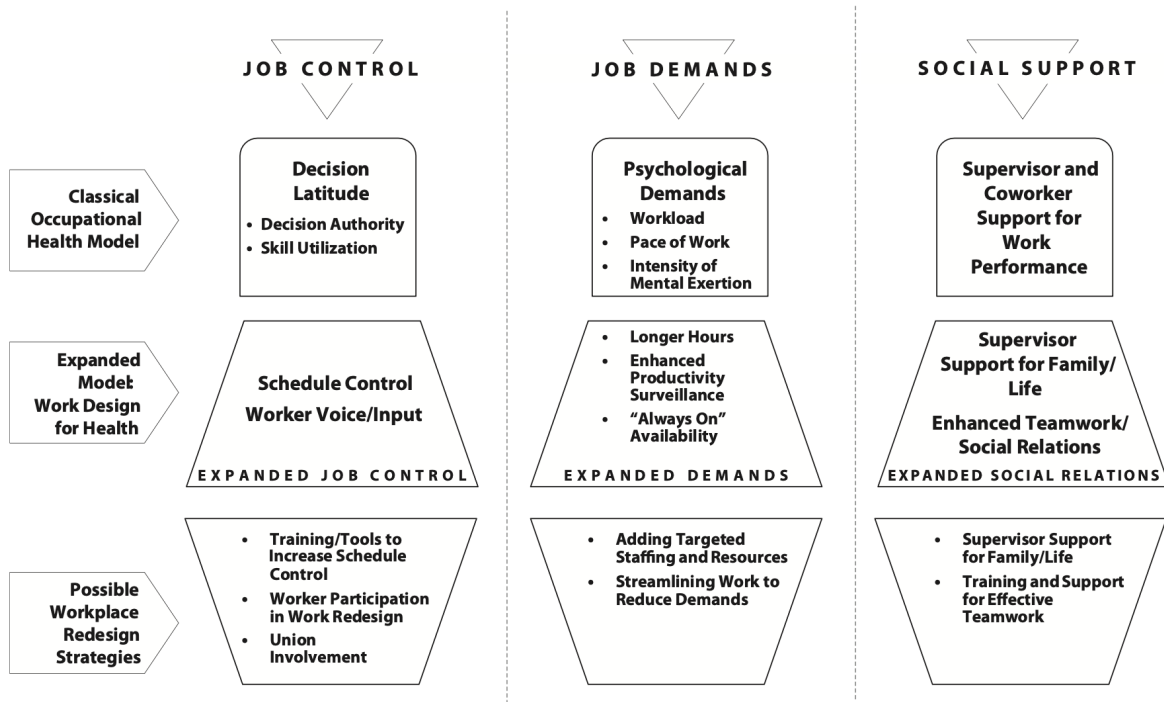 JOB CONTROL
JOB DEMANDS
SOCIAL SUPPORT
Classical
Occupational
Health Model
Decision
Latitude
• Decision Authority
• Skill Utilization
Psychological
Demands
• Workload
• Pace of Work
• Intensity of
Mental Exertion
Supervisor and
Coworker
Support for
Work
Performance
Expanded
Model:
Work Design
for Health
Schedule Control
Worker Voice/Input
EXPANDED JOB CONTROL
• Longer Hours
• Enhanced
Productivity
Surveillance
• “Always On”
Availability
EXPANDED DEMANDS
Supervisor
Support for Family/
Life
Enhanced Teamwork/
Social Relations
EXPANDED SOCIAL RELATIONS
Possible
Workplace
Redesign
Strategies
• Training/Tools to
Increase Schedule
Control
• Worker Participation
in Work Redesign
• Union
Involvement
• Adding Targeted
Staffing and Resources
• Streamlining Work to
Reduce Demands
• Supervisor Support
for Family/Life
• Training and Support
for Effective
Teamwork